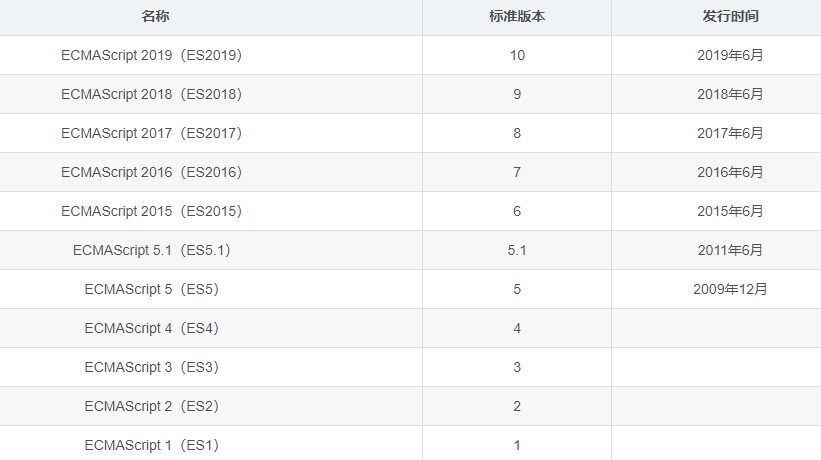 名称 标准版本 发行时间
ECMAScript 2019（ES2019） 10 2019年6月
ECMAScript 2018（ES2018） 9 2018年6月
ECMAScript 2017（ES2017） 8 2017年6月
ECMAScript 2016（ES2016） 7 2016年6月
ECMAScript 2015（ES2015） 6 2015年6月
ECMAScript 5.1（ES5.1） 5.1 2011年6月
ECMAScript 5（ES5） 5 2009年12月
ECMAScript 4（ES4） 4
ECMAScript 3（ES3） 3
ECMAScript 2（ES2） 2
ECMAScript 1（ES1） 1